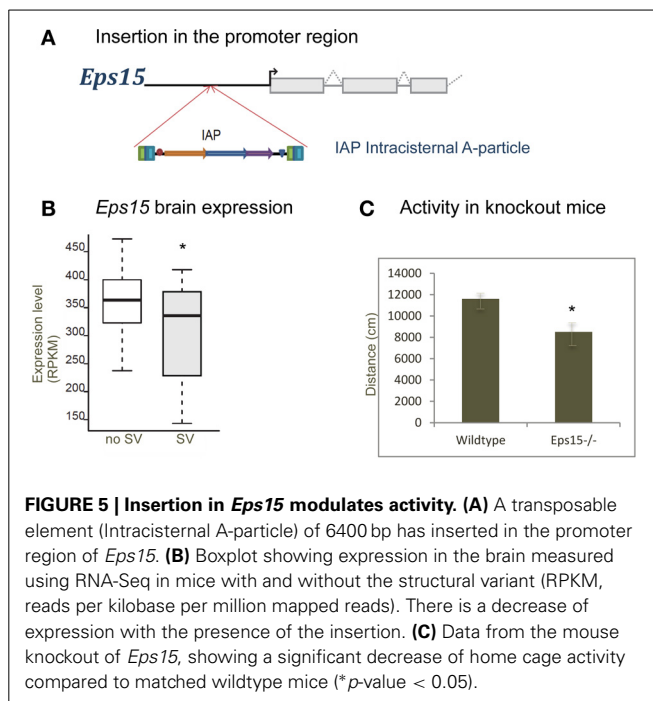 A Insertion in the promoter region
Eps15
IAP
IAP Intracisternal A-particle
B Eps15 brain expression
*
Expression level
(RPKM)
450
400
350
300
250
200
150
no SV
SV
C Activity in knockout mice
Distance (cm)
14000
12000
10000
8000
6000
4000
2000
0
*
Wildtype
Eps15-/-
FIGURE 5 | Insertion in Eps15 modulates activity. (A) A transposable
element (Intracisternal A-particle) of 6400 bp has inserted in the promoter
region of Eps15. (B) Boxplot showing expression in the brain measured
using RNA-Seq in mice with and without the structural variant (RPKM,
reads per kilobase per million mapped reads). There is a decrease of
expression with the presence of the insertion. (C) Data from the mouse
knockout of Eps15, showing a significant decrease of home cage activity
compared to matched wildtype mice (*p-value < 0.05).